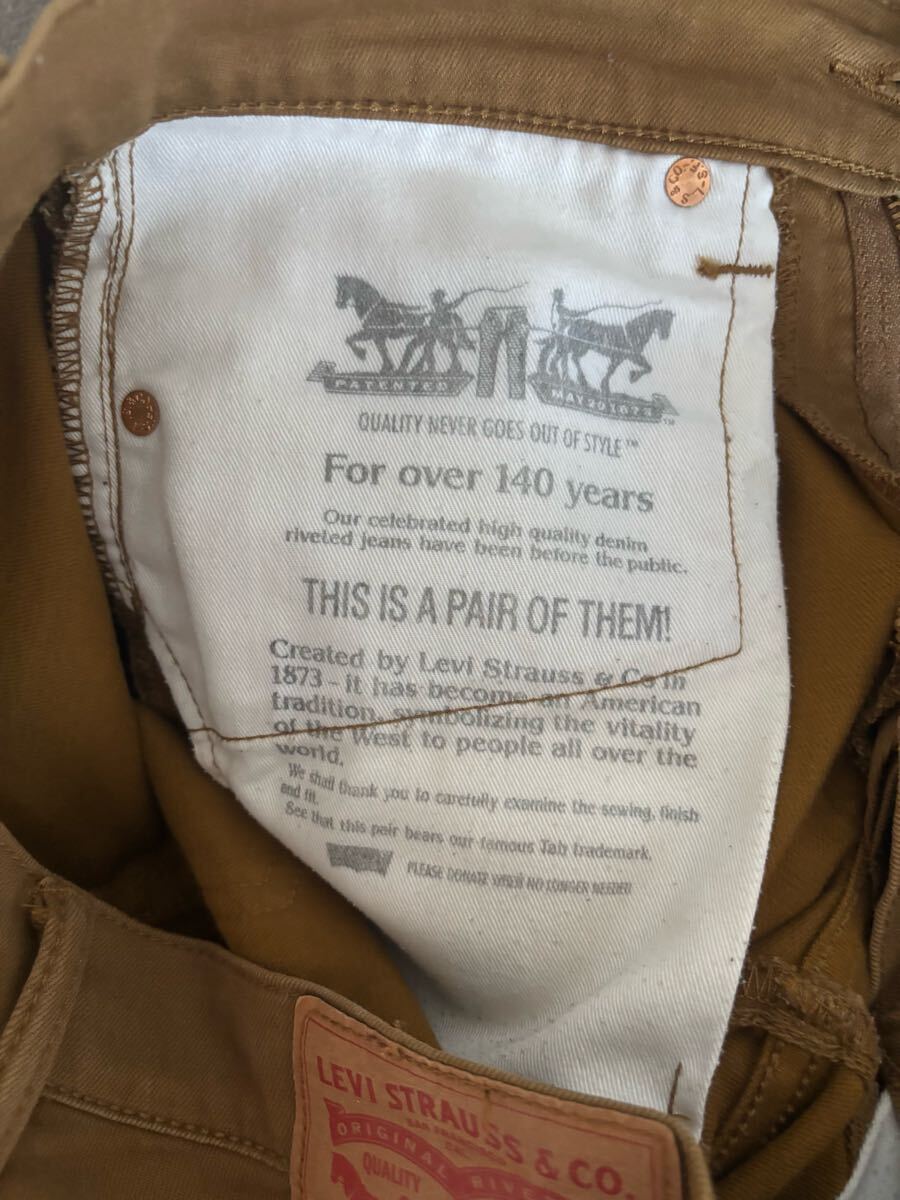 PATENTED
MAY 20 1873
QUALITY NEVER GOES OUT OF STYLE™
For over 140 years
Our celebrated high quality denim
riveted jeans have been before the public.
THIS IS A PAIR OF THEM!
Created by Levi Strauss & Co in
1873 - it has become an American
tradition, symbolizing the vitality
of the West to people all over the
world.
We shall thank you to carefully examine the sewing, finish
and fit.
See that this pair bears our famous Tab trademark.
PLEASE DONATE WHEN NO LONGER NEEDED
LEVI STRAUSS & CO.
ORIGINAL
QUALITY